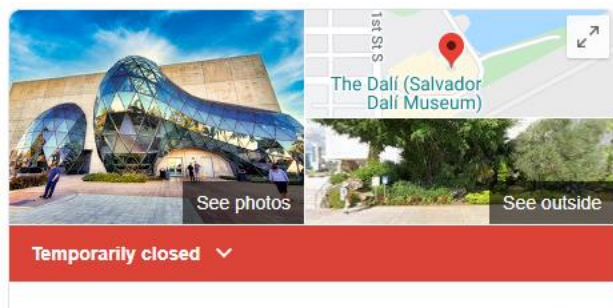 1st St S
The Dalí (Salvador
Dalí Museum)
See photos
See outside
Temporarily closed